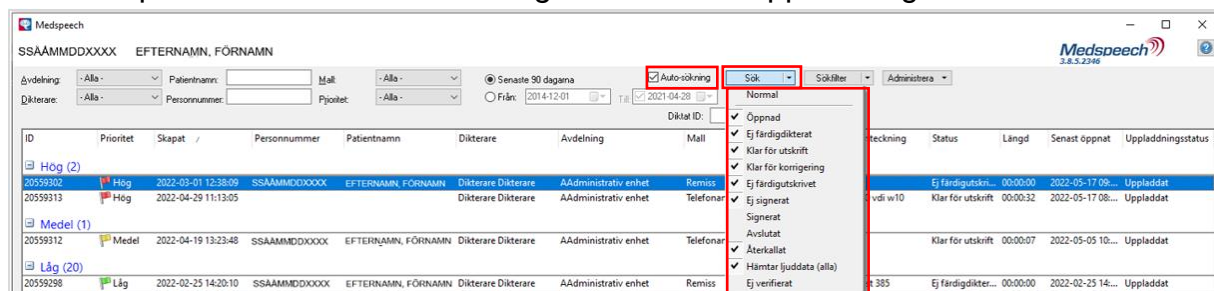 Medspeech
SSÅÅMMDDXXXX EFTERNAMN, FÖRNAMN
Medspeech
3.8.5.2346
Avdelning: - Alla - Patientnamn: Mall: - Alla - Senaste 90 dagarna Auto-sökning Sök Sökfilter Administrera
Dikterare: - Alla - Personnummer: Prioritet: - Alla - Från: 2014-12-01 Till 2021-04-28
Diktat ID:
Normal
Öppnad
Ej färdigdikterat
Klar för utskrift
Klar för korrigering
Ej färdigutskrivet
Ej signerat
Signerat
Avslutat
Återkallat
Hämtar ljuddata (alla)
Ej verifierat
ID Prioritet Skapat Personnummer Patientnamn Dikterare Avdelning Mall teckning Status Längd Senast öppnat Uppladdningsstatus
Hög (2)
20559302 Hög 2022-03-01 12:38:09 SSÅÅMMDDXXXX EFTERNAMN, FÖRNAMN Dikterare Dikterare AAdministrativ enhet Remiss Ej färdigutskri... 00:00:00 2022-05-17 09:... Uppladdat
20559313 Hög 2022-04-29 11:13:05 Dikterare Dikterare AAdministrativ enhet Telefonan vdi w10 Klar för utskrift 00:00:32 2022-05-17 08:... Uppladdat
Medel (1)
20559312 Medel 2022-04-19 13:23:48 SSÅÅMMDDXXXX EFTERNAMN, FÖRNAMN Dikterare Dikterare AAdministrativ enhet Telefonan Klar för utskrift 00:00:07 2022-05-05 10:... Uppladdat
Låg (20)
20559298 Låg 2022-02-25 14:20:10 SSÅÅMMDDXXXX EFTERNAMN, FÖRNAMN Dikterare Dikterare AAdministrativ enhet Remiss t 385 Ej färdigdikter... 00:00:00 2022-02-25 14:... Uppladdat